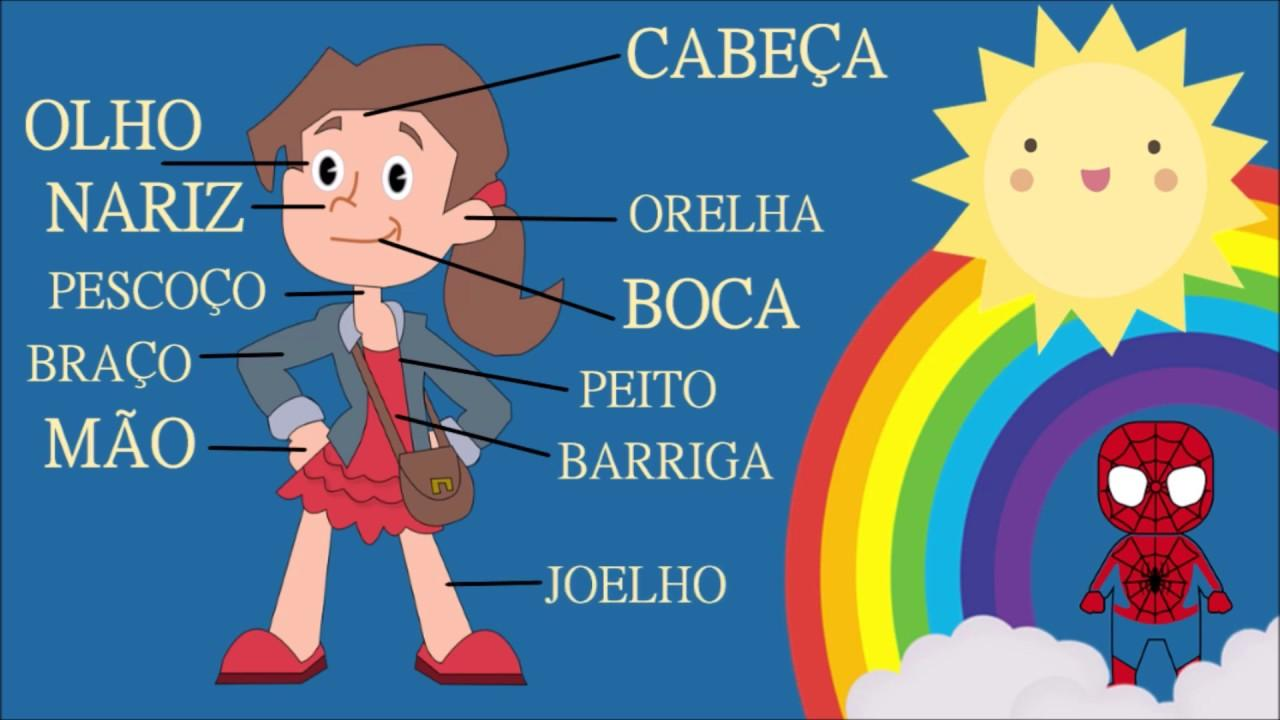 CABEÇA
OLHO
NARIZ
ORELHA
PESCOÇO
BOCA
BRAÇO
PEITO
MÃO
BARRIGA
JOELHO